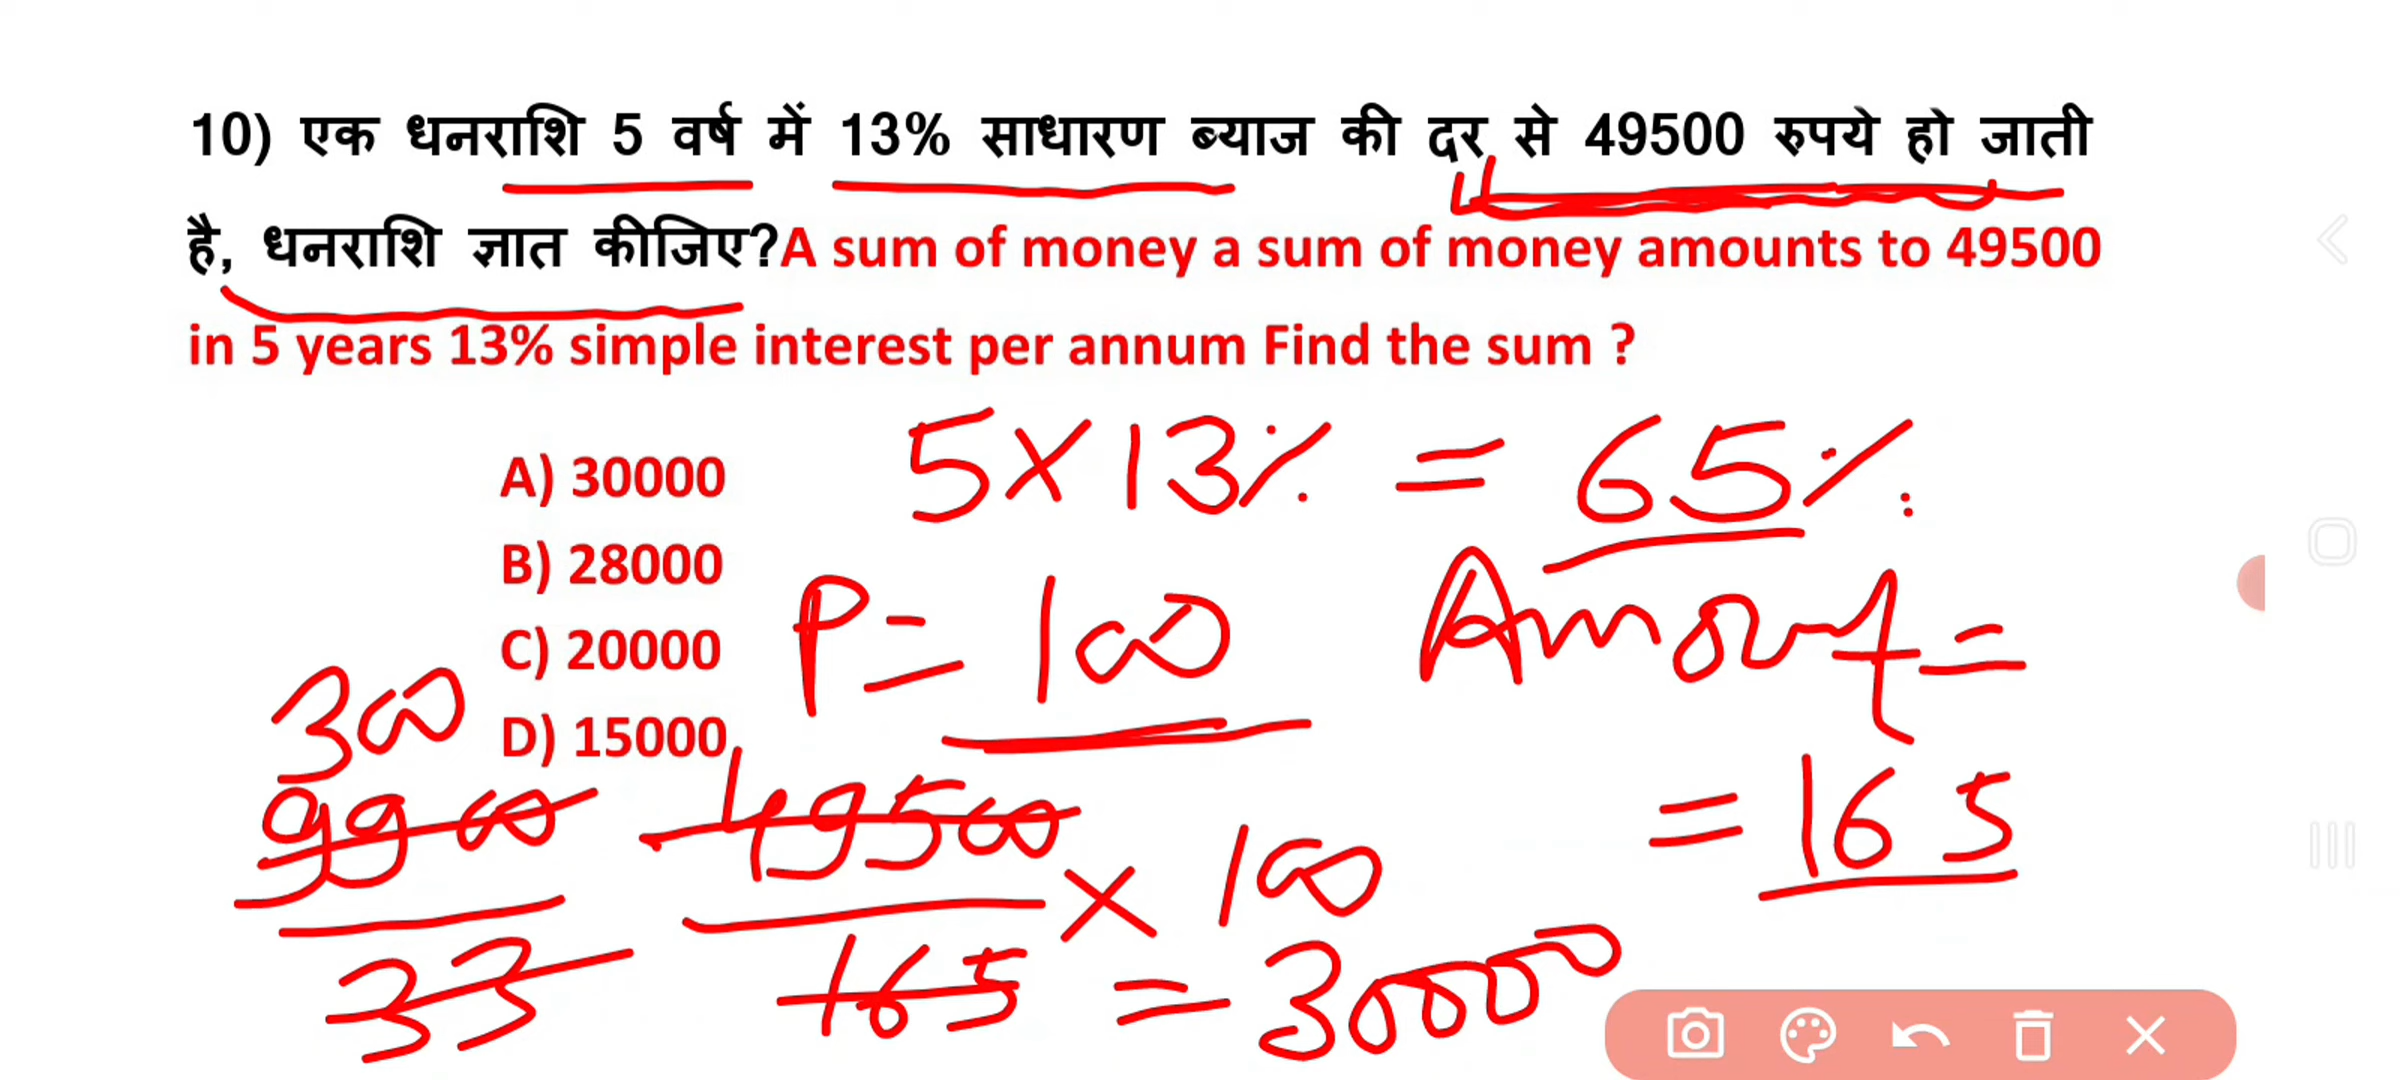 10) एक धनराशि 5 वर्ष में 13% साधारण ब्याज की दर से 49500 रुपये हो जाती
है, धनराशि ज्ञात कीजिए?A sum of money a sum of money amounts to 49500
in 5 years 13% simple interest per annum Find the sum ?
5 × 13% = 65%
A) 30000
B) 28000
C) 20000
D) 15000
P = 100
Amount =
= 165
300
9900
33
49500
165
× 100
= 30000